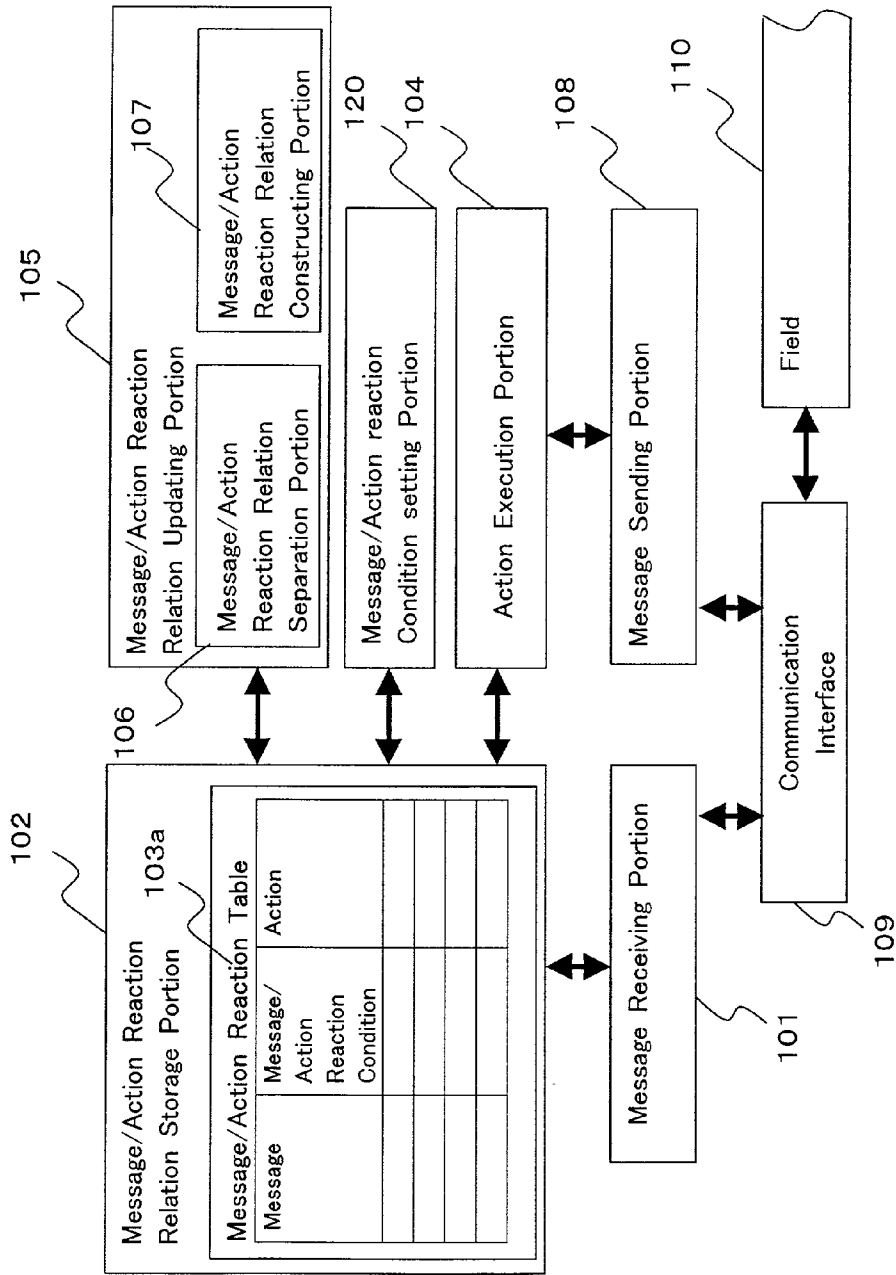 102
Message/Action Reaction
Relation Storage Portion
103a
Message/Action Reaction Table
Message
Message/
Action
Reaction
Condition
Action
105
Message/Action Reaction
Relation Updating Portion
106
Message/Action
Reaction Relation
Separation Portion
107
Message/Action
Reaction Relation
Constructing Portion
120
Message/Action reaction
Condition setting Portion
104
Action Execution Portion
101
Message Receiving Portion
108
Message Sending Portion
109
Communication
Interface
110
Field